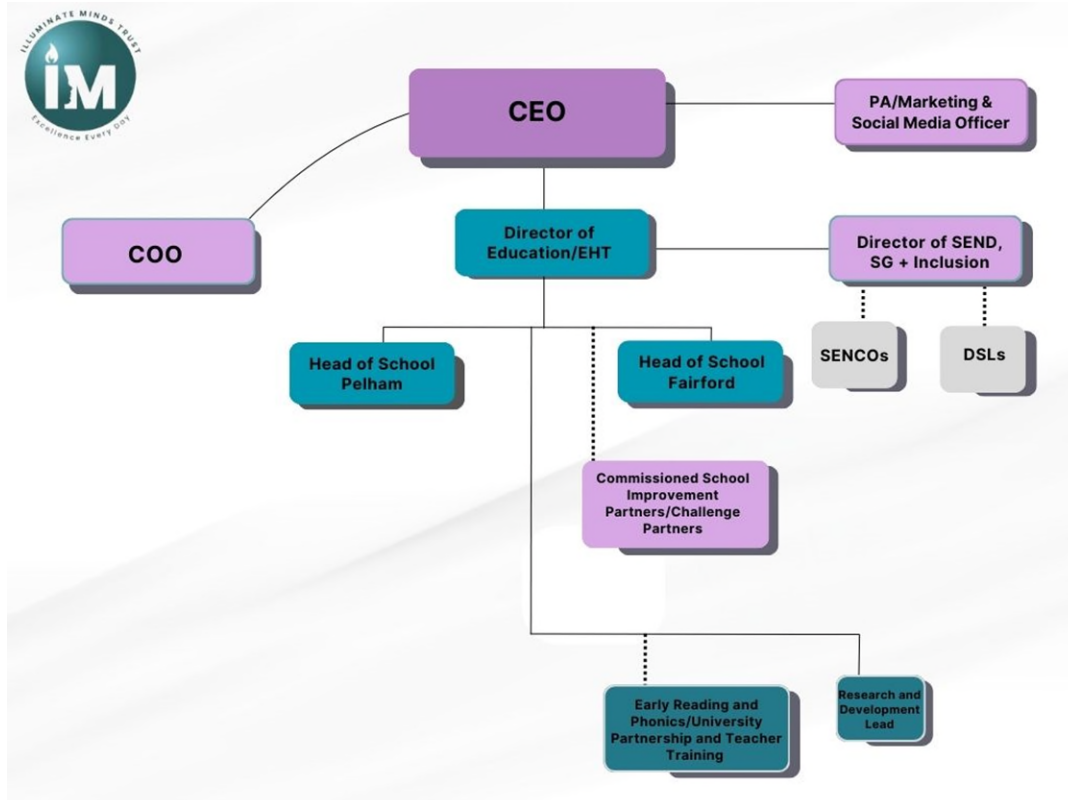 ILLUMINATE MINDS TRUST
iM
Excellence Every Day
CEO
PA/Marketing &
Social Media Officer
COO
Director of
Education/EHT
Director of SEND,
SG + Inclusion
SENCOs
DSLs
Head of School
Pelham
Head of School
Fairford
Commissioned School
Improvement
Partners/Challenge
Partners
Early Reading and
Phonics/University
Partnership and Teacher
Training
Research and
Development
Lead